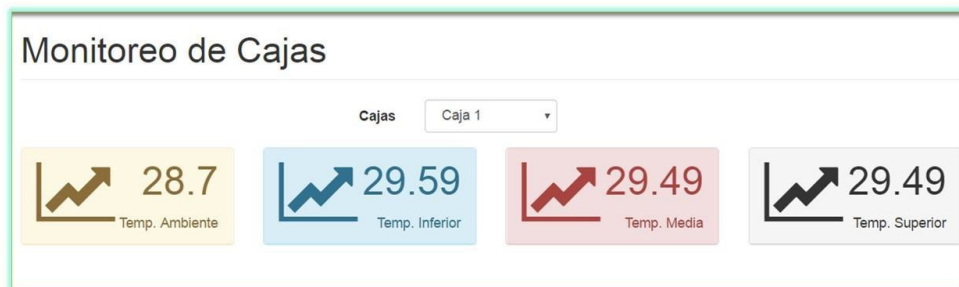 Monitoreo de Cajas
Cajas Caja 1
28.7
Temp. Ambiente
29.59
Temp. Inferior
29.49
Temp. Media
29.49
Temp. Superior